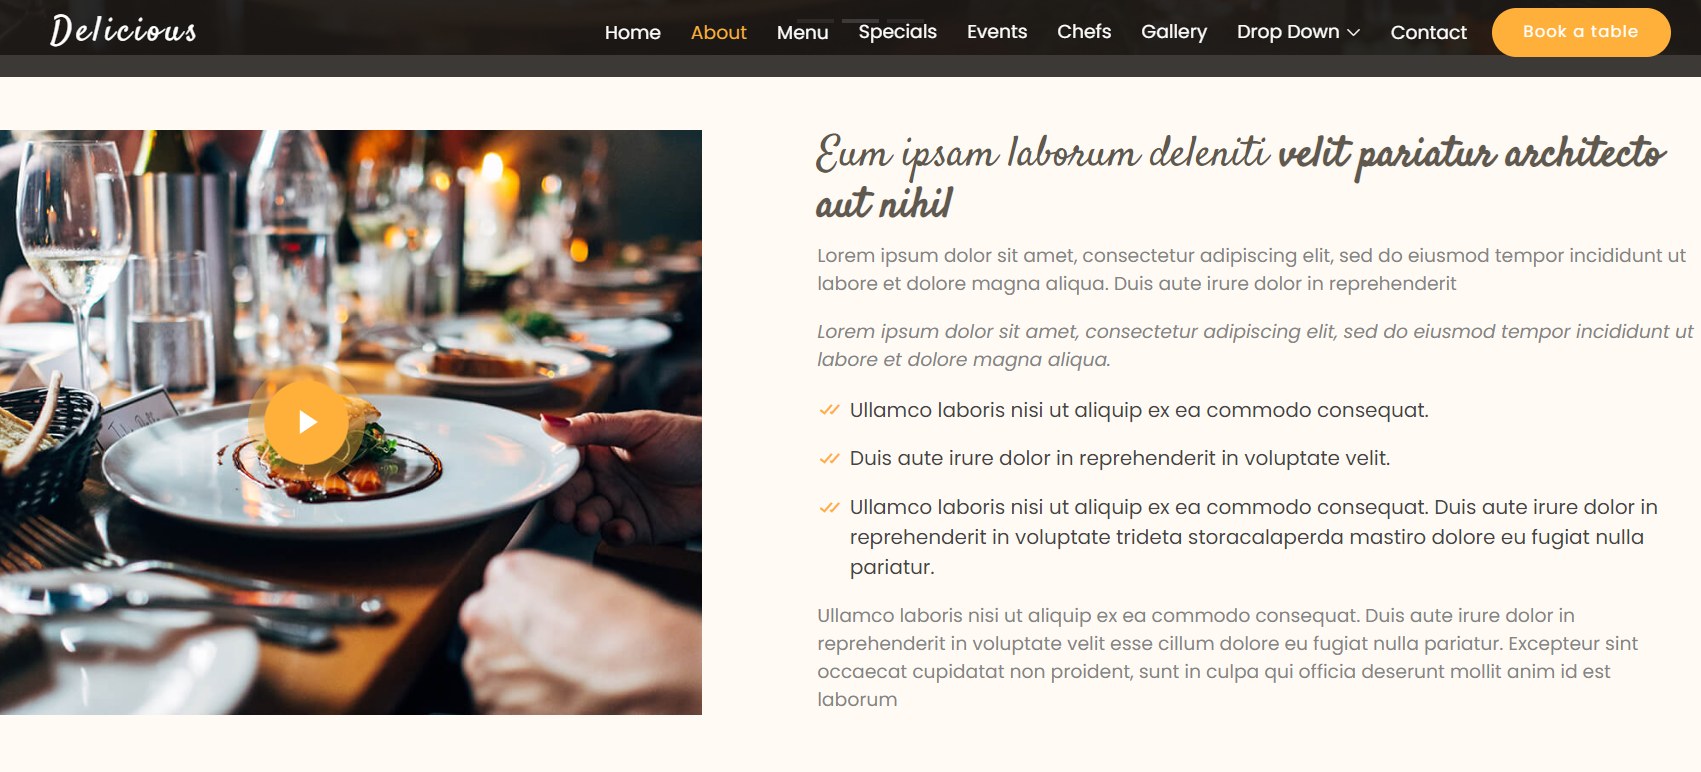 Delicious Home About Menu Specials Events Chefs Gallery Drop Down Contact Book a table
Eum ipsam laborum deleniti velit pariatur architecto
aut nihil
Lorem ipsum dolor sit amet, consectetur adipiscing elit, sed do eiusmod tempor incididunt ut
labore et dolore magna aliqua. Duis aute irure dolor in reprehenderit
Lorem ipsum dolor sit amet, consectetur adipiscing elit, sed do eiusmod tempor incididunt ut
labore et dolore magna aliqua.
Ullamco laboris nisi ut aliquip ex ea commodo consequat.
Duis aute irure dolor in reprehenderit in voluptate velit.
Ullamco laboris nisi ut aliquip ex ea commodo consequat. Duis aute irure dolor in
reprehenderit in voluptate trideta storacalaperda mastiro dolore eu fugiat nulla
pariatur.
Ullamco laboris nisi ut aliquip ex ea commodo consequat. Duis aute irure dolor in
reprehenderit in voluptate velit esse cillum dolore eu fugiat nulla pariatur. Excepteur sint
occaecat cupidatat non proident, sunt in culpa qui officia deserunt mollit anim id est
laborum